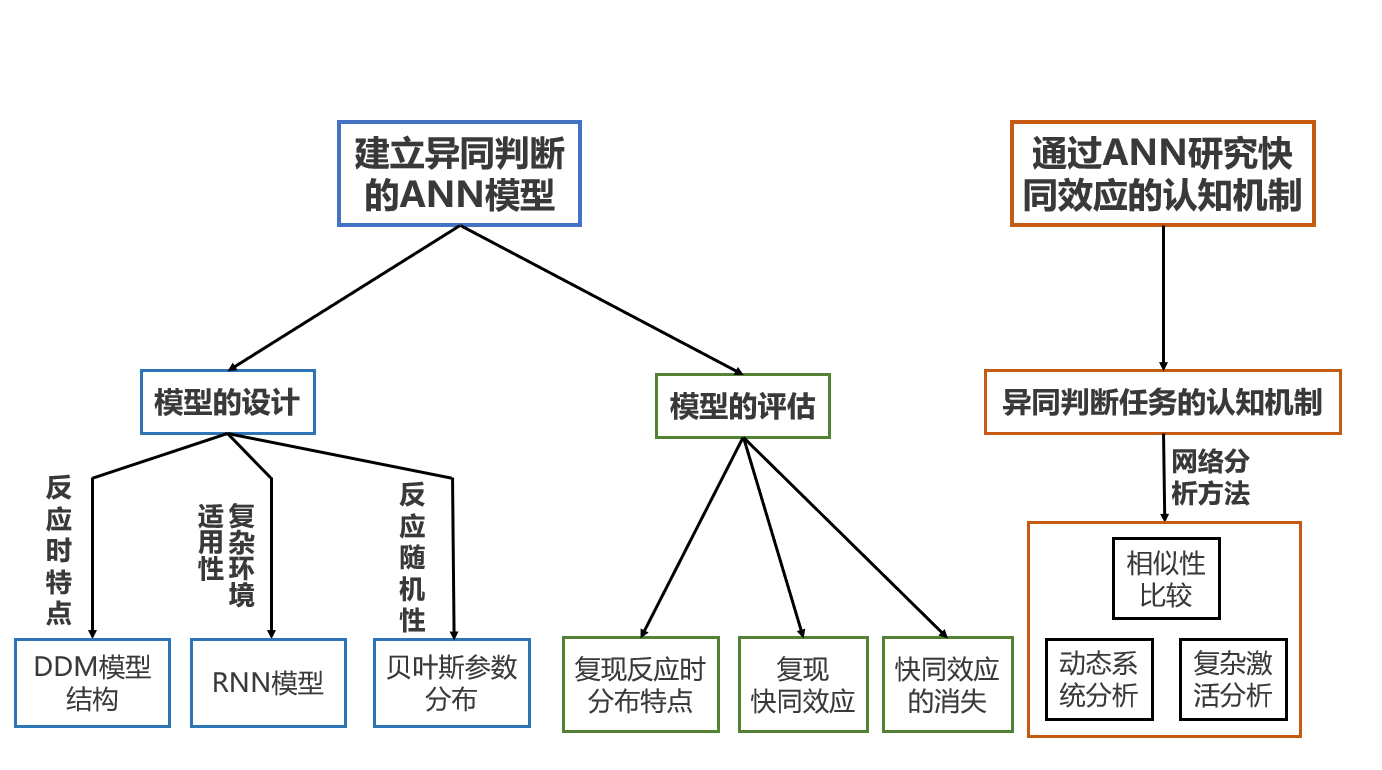 建立异同判断
的ANN模型
通过ANN研究快
同效应的认知机制
模型的设计
模型的评估
异同判断任务的认知机制
反应时特点
复杂环境
适用性
反应随机性
网络分
析方法
DDM模型
结构
RNN模型
贝叶斯参数
分布
复现反应时
分布特点
复现
快同效应
快同效应
的消失
相似性
比较
动态系
统分析
复杂激
活分析